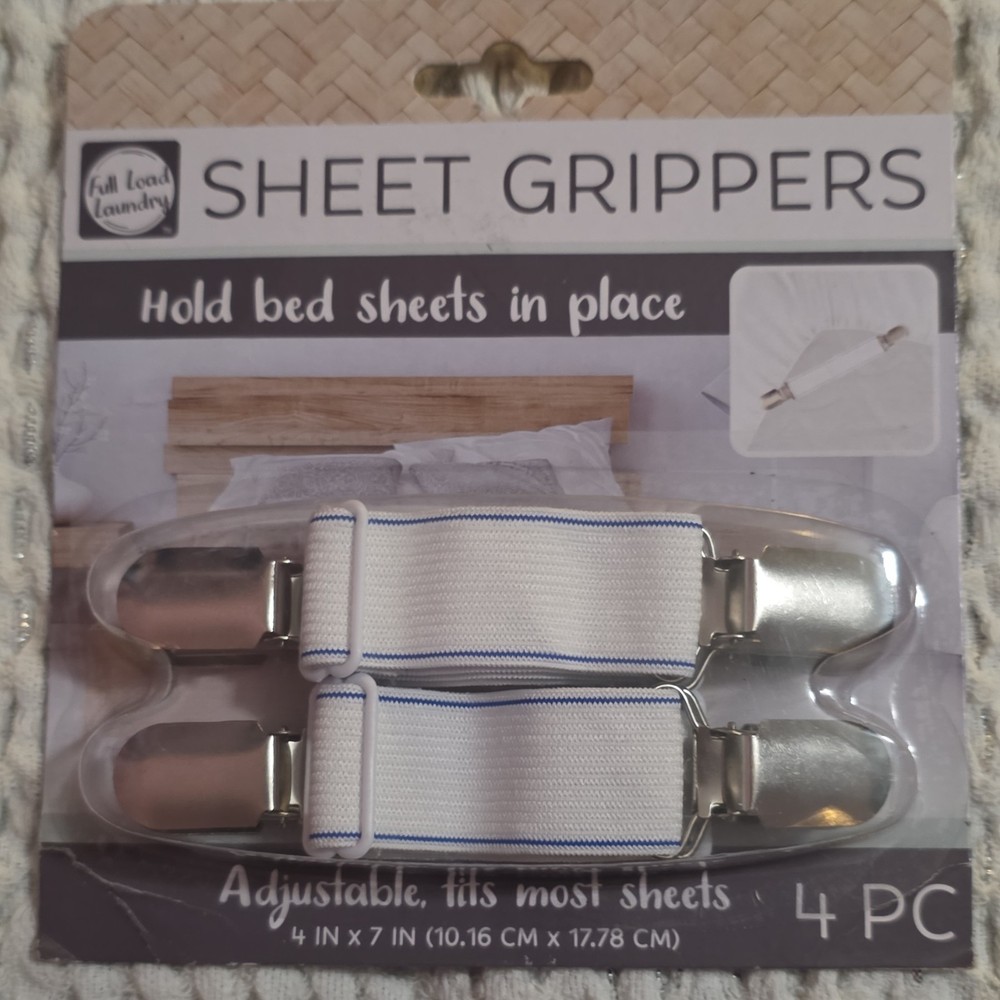 Full Load
Laundry
SHEET GRIPPERS
Hold bed sheets in place
Adjustable, fits most sheets
4 IN x 7 IN (10.16 CM x 17.78 CM)
4 PC